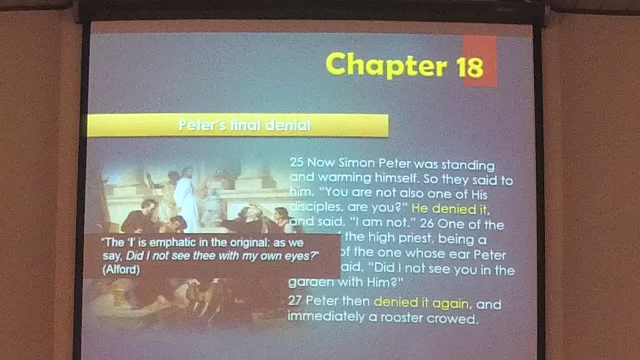 Chapter 18
Peter's final denial
25 Now Simon Peter was standing
and warming himself. So they said to
him, "You are not also one of His
disciples, are you?" He denied it,
and said, "I am not." 26 One of the
the high priest, being a
of the one whose ear Peter
aid, "Did I not see you in the
garden with Him?"
27 Peter then denied it again, and
immediately a rooster crowed.
"The 'I' is emphatic in the original: as we
say, Did I not see thee with my own eyes?"
(Alford)